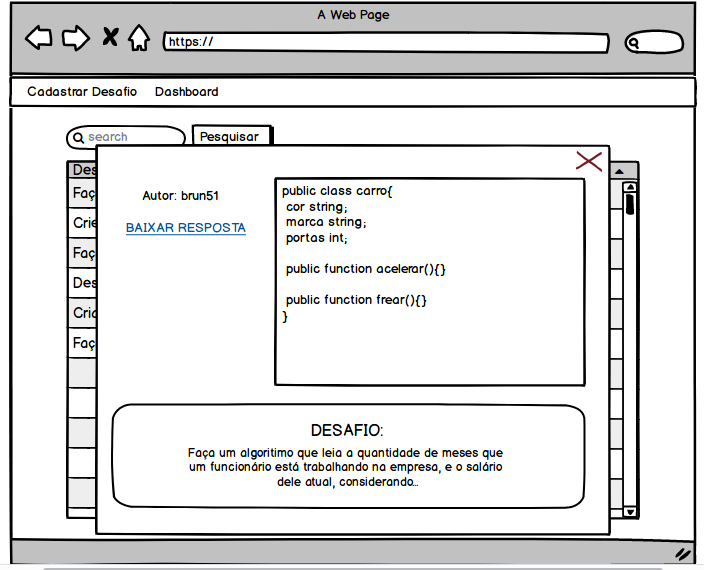 A Web Page
https://
Cadastrar Desafio Dashboard
search Pesquisar
Des
Faç
Crie
Faç
Des
Cria
Faç
Autor: brun51
BAIXAR RESPOSTA
public class carro{
cor string;
marca string;
portas int;
public function acelerar(){}
public function frear(){}
}
DESAFIO:
Faça um algoritimo que leia a quantidade de meses que
um funcionário está trabalhando na empresa, e o salário
dele atual, considerando...